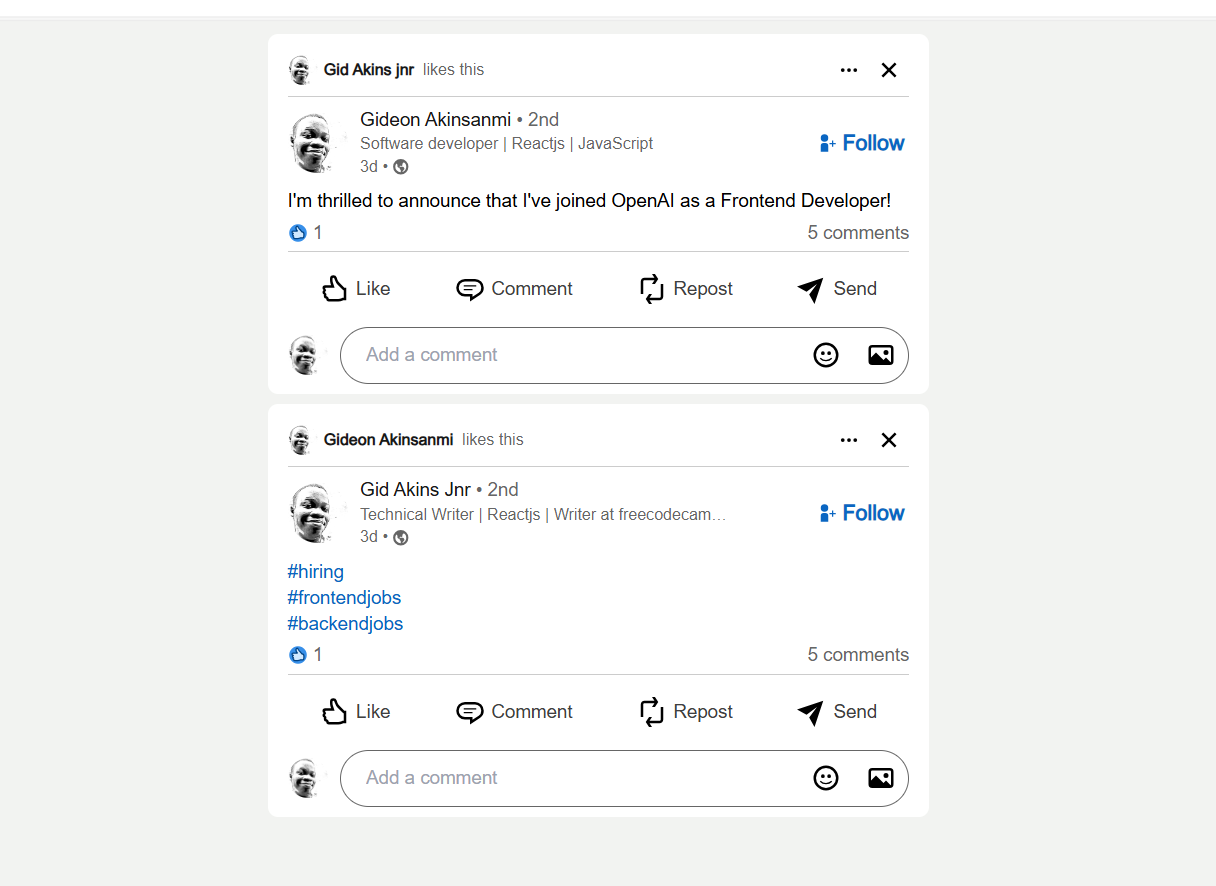 Gid Akins jnr likes this
Gideon Akinsanmi • 2nd
Software developer | Reactjs | JavaScript
Follow
3d •
I'm thrilled to announce that I've joined OpenAI as a Frontend Developer!
1 5 comments
Like Comment Repost Send
Add a comment
Gideon Akinsanmi likes this
Gid Akins Jnr • 2nd
Technical Writer | Reactjs | Writer at freecodecam…
Follow
3d •
#hiring
#frontendjobs
#backendjobs
1 5 comments
Like Comment Repost Send
Add a comment